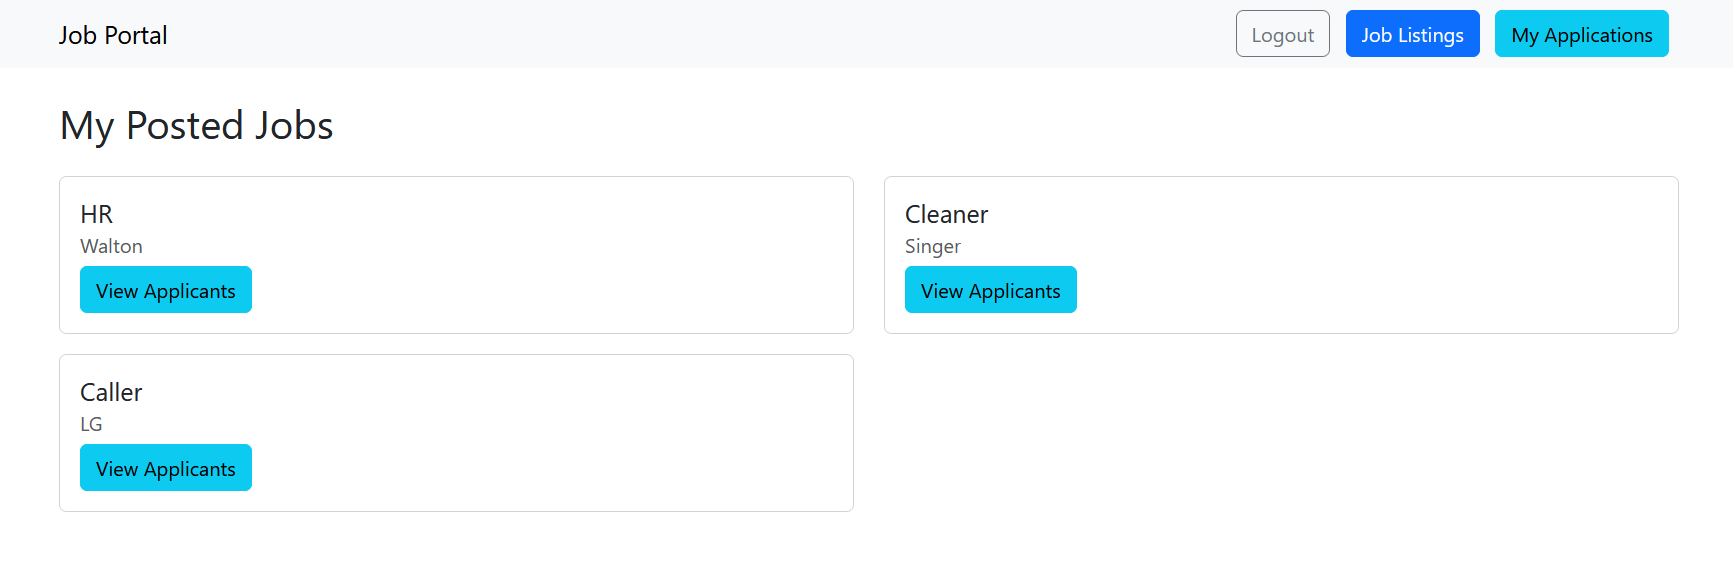 Job Portal
Logout
Job Listings
My Applications
My Posted Jobs
HR
Walton
View Applicants
Cleaner
Singer
View Applicants
Caller
LG
View Applicants